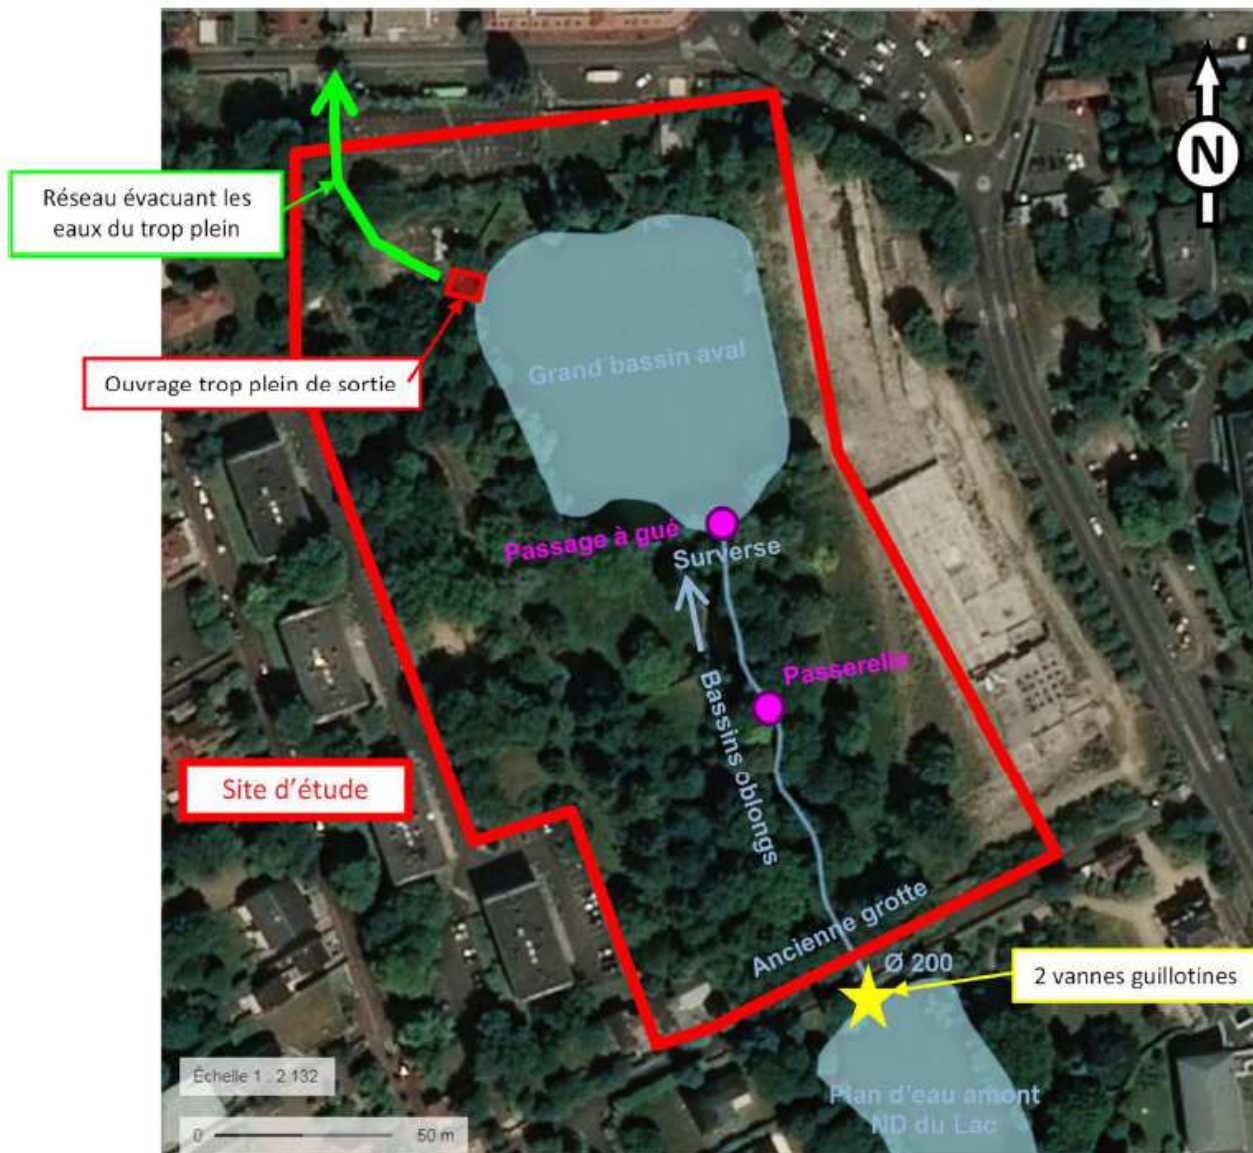 N
Réseau évacuant les
eaux du trop plein
Ouvrage trop plein de sortie
Grand bassin aval
Passage à gué
Surverse
Passerelle
Bassins oblongs
Site d'étude
Ancienne grotte
Ø 200
2 vannes guillotines
Plan d'eau amont
ND du Lac
Échelle 1 : 2 132
0 50 m